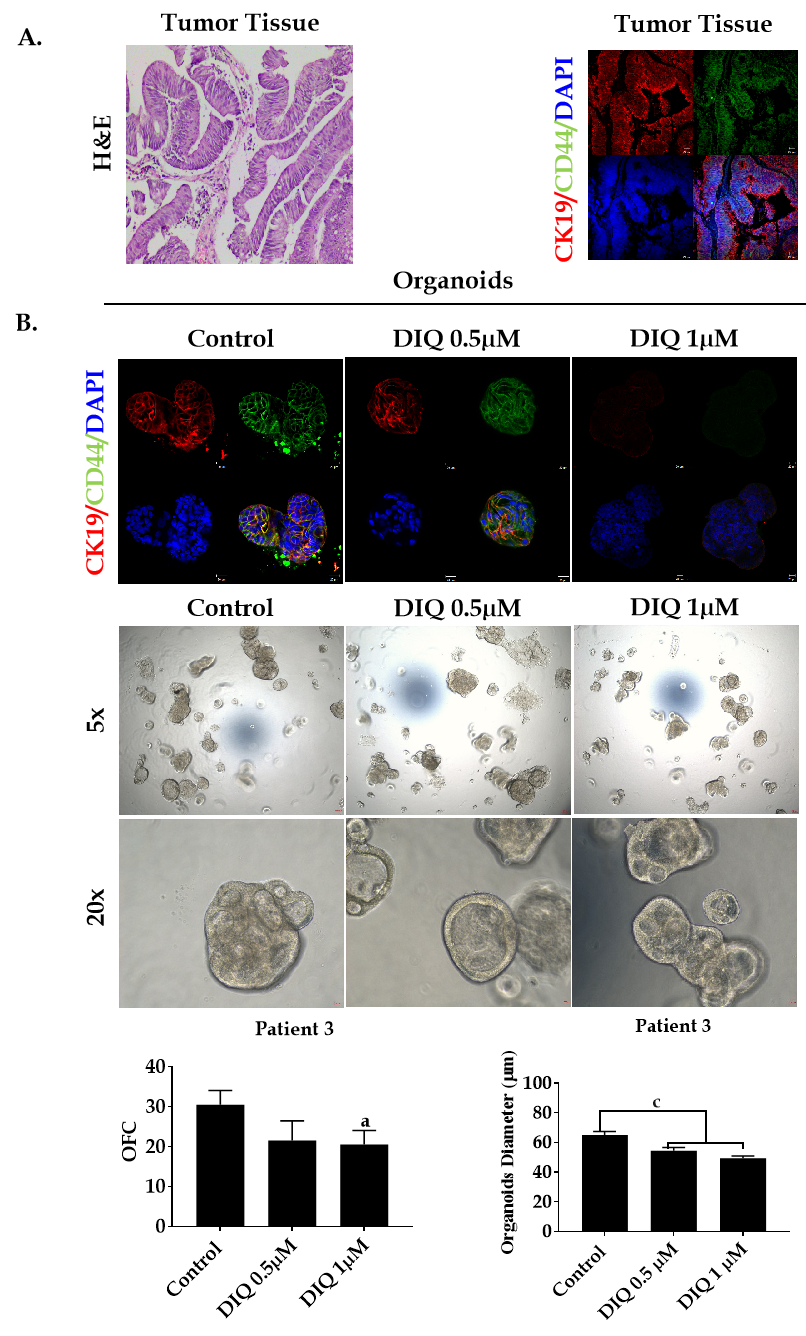 A.
Tumor Tissue
Tumor Tissue
H&E
CK19/CD44/DAPI
Organoids
B.
Control
DIQ 0.5μM
DIQ 1μM
CK19/CD44/DAPI
Control
DIQ 0.5μM
DIQ 1μM
5x
20x
Patient 3
OFC
40
30
20
10
0
a
Control
DIQ 0.5μM
DIQ 1μM
Patient 3
Organoids Diameter (μm)
100
80
60
40
20
0
c
Control
DIQ 0.5 μM
DIQ 1 μM